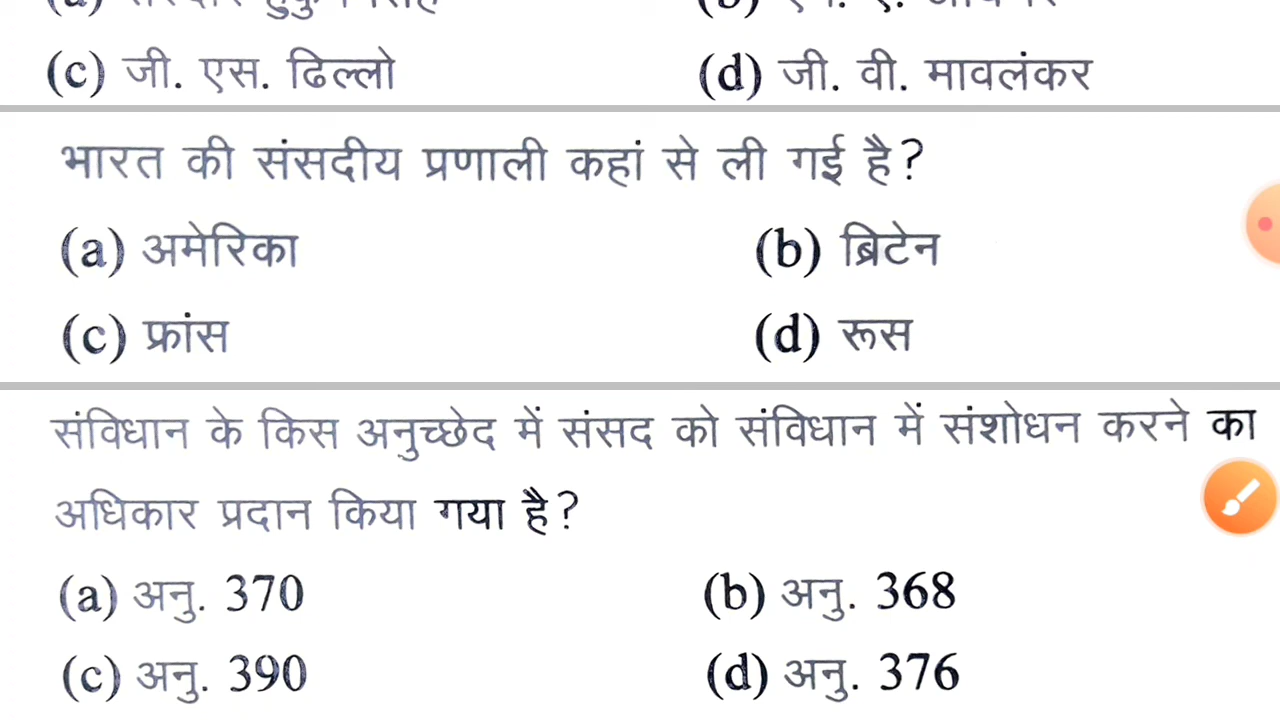 (c) जी. एस. ढिल्लो (d) जी. वी. मावलंकर
भारत की संसदीय प्रणाली कहां से ली गई है?
(a) अमेरिका (b) ब्रिटेन
(c) फ्रांस (d) रूस
संविधान के किस अनुच्छेद में संसद को संविधान में संशोधन करने का
अधिकार प्रदान किया गया है?
(a) अनु. 370 (b) अनु. 368
(c) अनु. 390 (d) अनु. 376